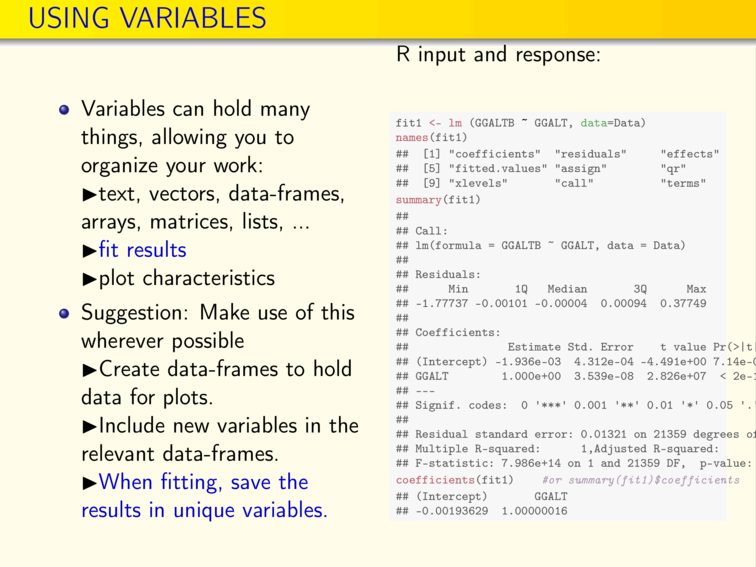 USING VARIABLES
Variables can hold many
things, allowing you to
organize your work:
▶text, vectors, data-frames,
arrays, matrices, lists, ...
▶fit results
▶plot characteristics
Suggestion: Make use of this
wherever possible
▶Create data-frames to hold
data for plots.
▶Include new variables in the
relevant data-frames.
▶When fitting, save the
results in unique variables.
R input and response:
fit1 <- lm (GGALTB ~ GGALT, data=Data)
names(fit1)
## [1] "coefficients" "residuals" "effects"
## [5] "fitted.values" "assign" "qr"
## [9] "xlevels" "call" "terms"
summary(fit1)
##
## Call:
## lm(formula = GGALTB ~ GGALT, data = Data)
##
## Residuals:
## Min 1Q Median 3Q Max
## -1.77737 -0.00101 -0.00004 0.00094 0.37749
##
## Coefficients:
## Estimate Std. Error t value Pr(>|t|
## (Intercept) -1.936e-03 4.312e-04 -4.491e+00 7.14e-0
## GGALT 1.000e+00 3.539e-08 2.826e+07 < 2e-1
## ---
## Signif. codes: 0 '***' 0.001 '**' 0.01 '*' 0.05 '.'
##
## Residual standard error: 0.01321 on 21359 degrees of
## Multiple R-squared: 1,Adjusted R-squared:
## F-statistic: 7.986e+14 on 1 and 21359 DF, p-value:
coefficients(fit1) #or summary(fit1)$coefficients
## (Intercept) GGALT
## -0.00193629 1.00000016